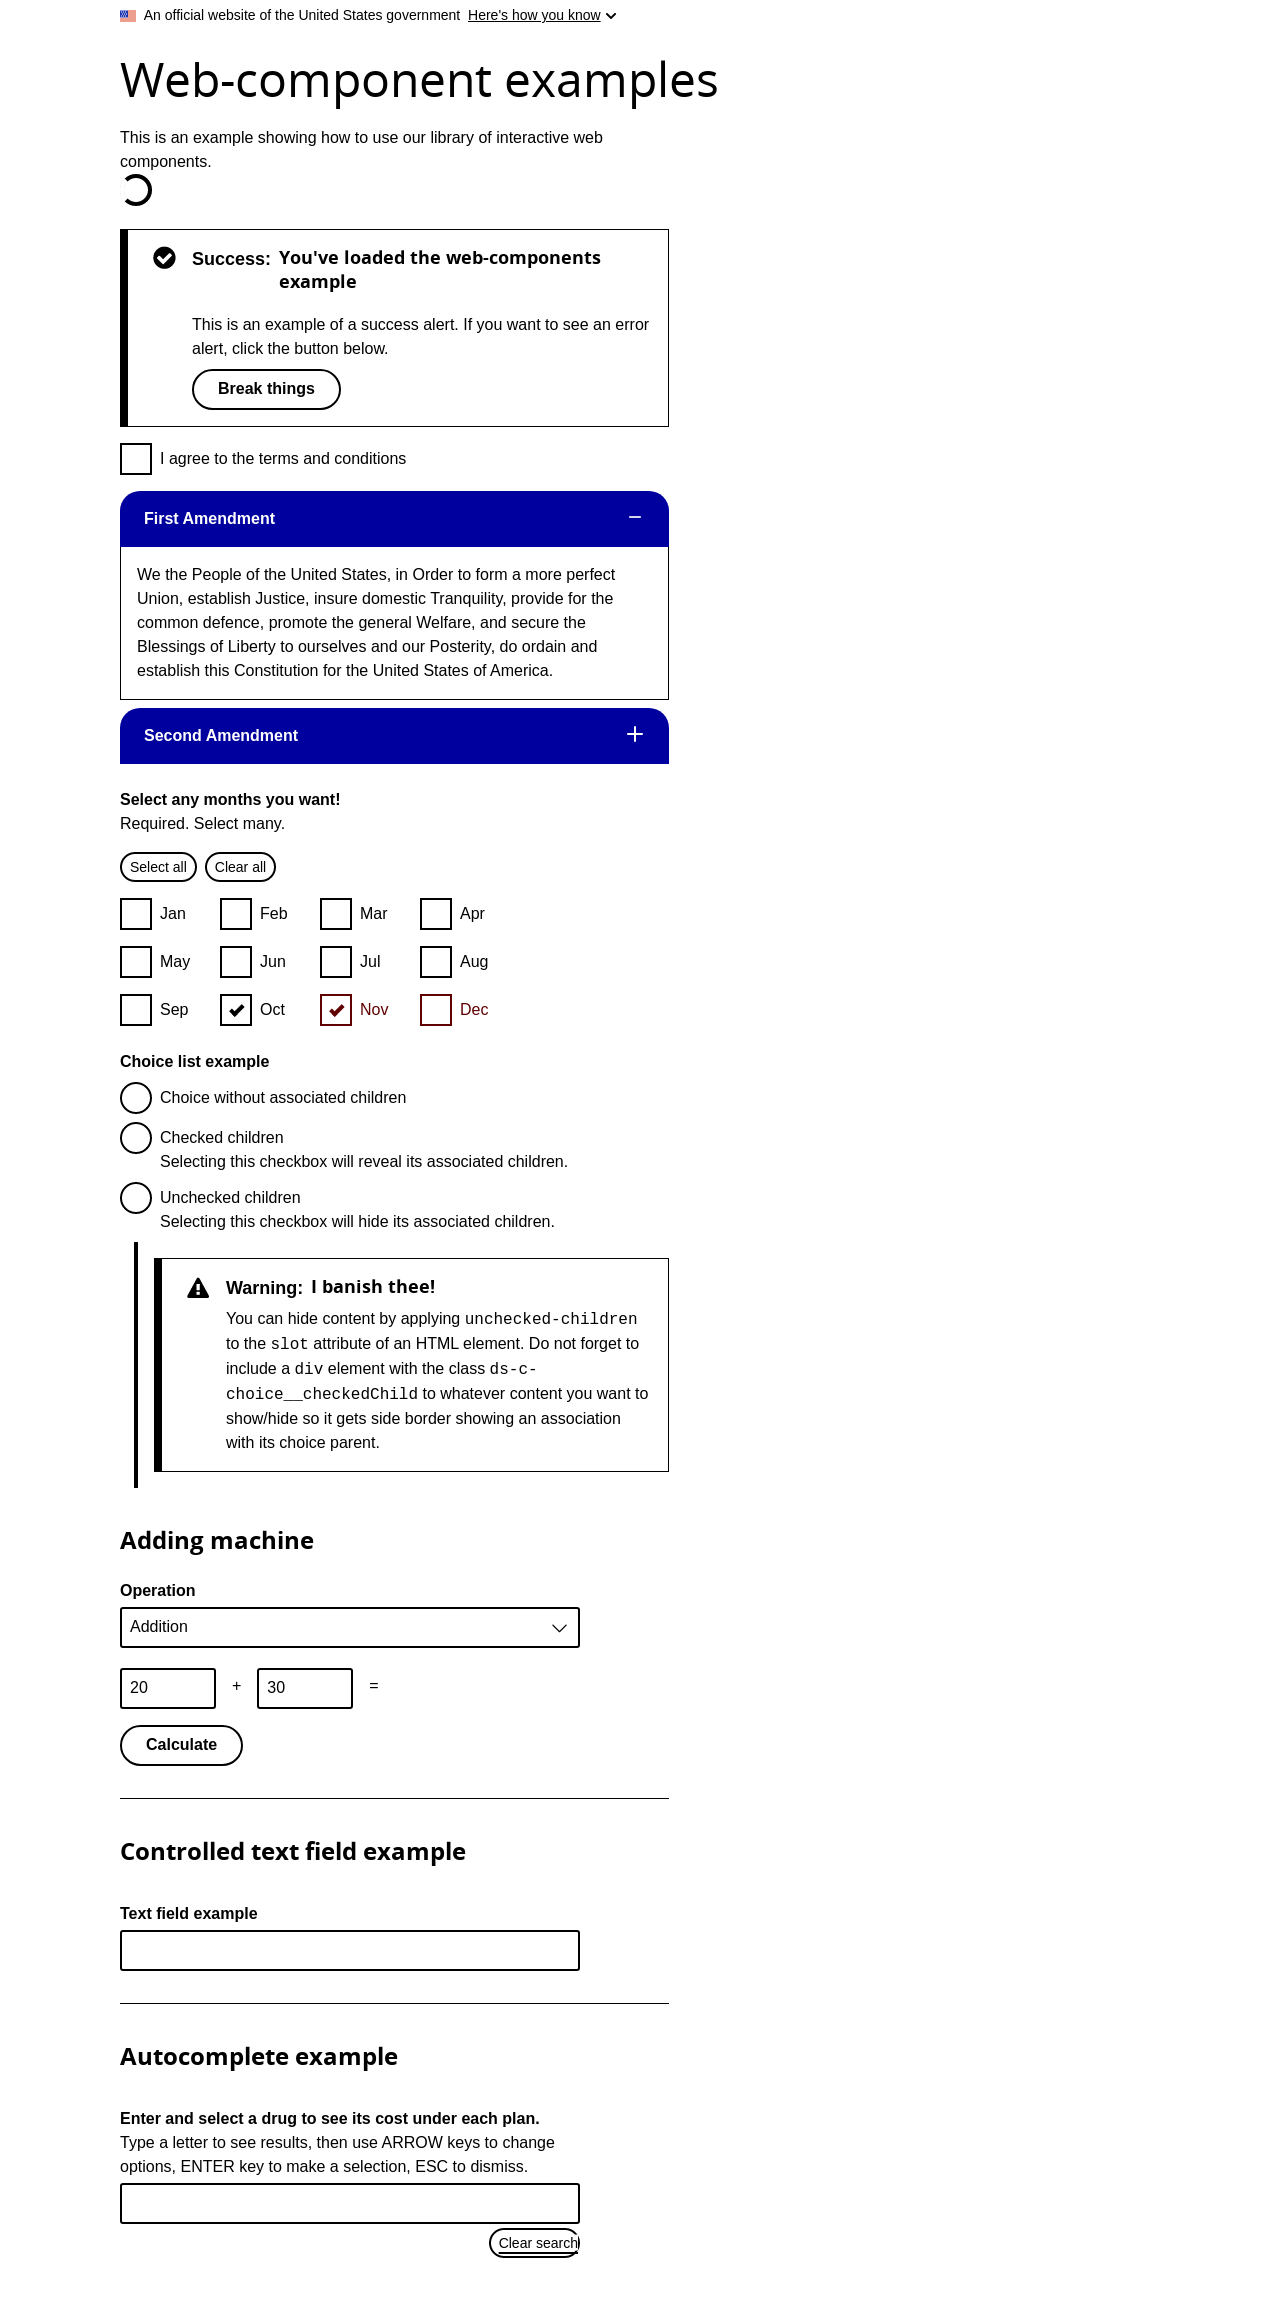 An official website of the United States government Here's how you know
Web-component examples
This is an example showing how to use our library of interactive web
components.
Success: You've loaded the web-components
example
This is an example of a success alert. If you want to see an error
alert, click the button below.
Break things
I agree to the terms and conditions
First Amendment
We the People of the United States, in Order to form a more perfect
Union, establish Justice, insure domestic Tranquility, provide for the
common defence, promote the general Welfare, and secure the
Blessings of Liberty to ourselves and our Posterity, do ordain and
establish this Constitution for the United States of America.
Second Amendment
Select any months you want!
Required. Select many.
Select all Clear all
Jan Feb Mar Apr
May Jun Jul Aug
Sep Oct Nov Dec
Choice list example
Choice without associated children
Checked children
Selecting this checkbox will reveal its associated children.
Unchecked children
Selecting this checkbox will hide its associated children.
Warning: I banish thee!
You can hide content by applying unchecked-children
to the slot attribute of an HTML element. Do not forget to
include a div element with the class ds-c-
choice__checkedChild to whatever content you want to
show/hide so it gets side border showing an association
with its choice parent.
Adding machine
Operation
Addition
20 + 30 =
Calculate
Controlled text field example
Text field example
Autocomplete example
Enter and select a drug to see its cost under each plan.
Type a letter to see results, then use ARROW keys to change
options, ENTER key to make a selection, ESC to dismiss.
Clear search